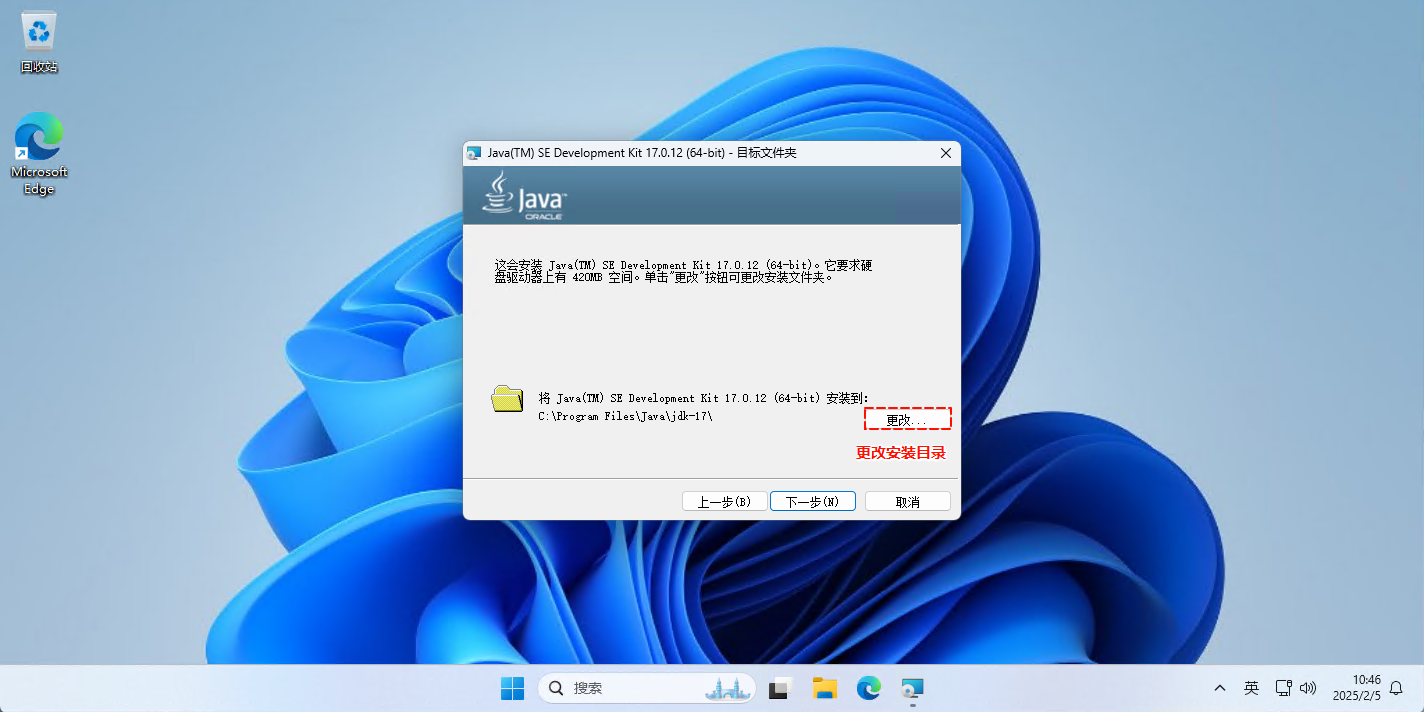 回收站
Microsoft
Edge
Java(TM) SE Development Kit 17.0.12 (64-bit) - 目标文件夹
Java™
ORACLE
这会安装 Java(TM) SE Development Kit 17.0.12 (64-bit)。它要求硬
盘驱动器上有 420MB 空间。单击"更改"按钮可更改安装文件夹。
将 Java(TM) SE Development Kit 17.0.12 (64-bit) 安装到:
C:\Program Files\Java\jdk-17\
更改...
更改安装目录
上一步(B)
下一步(N)
取消
搜索
英
10:46
2025/2/5